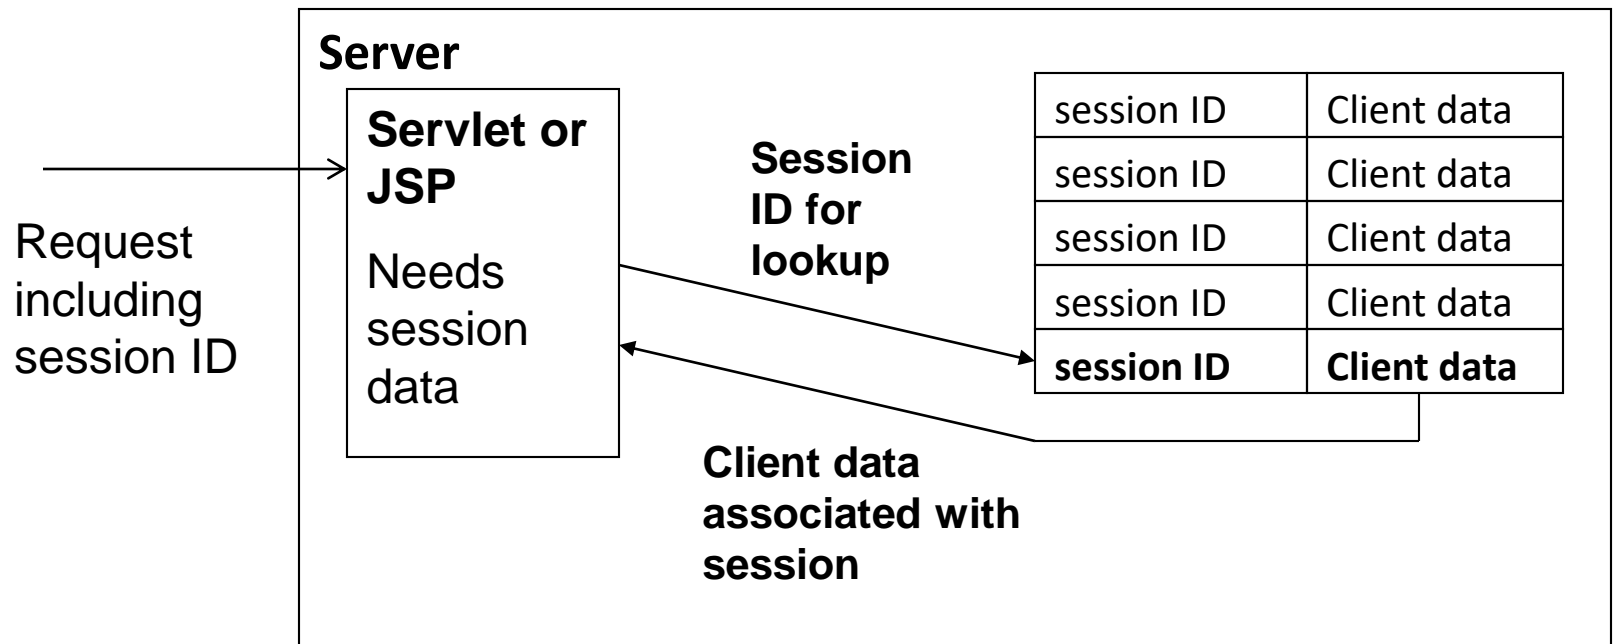 Server
Servlet or
JSP
Needs
session
data
Request
including
session ID
Session
ID for
lookup
session ID Client data
session ID Client data
session ID Client data
session ID Client data
session ID Client data
Client data
associated with
session